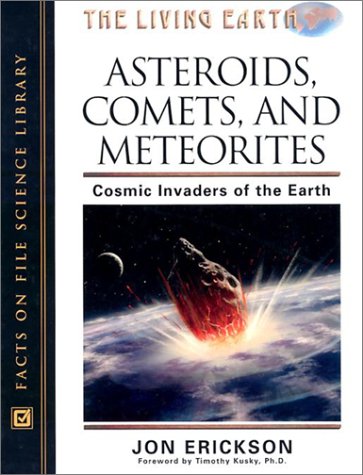 THE LIVING EARTH
ASTEROIDS,
COMETS, AND
METEORITES
Cosmic Invaders of the Earth
FACTS ON FILE SCIENCE LIBRARY
JON ERICKSON
Foreword by Timothy Kusky, Ph.D.